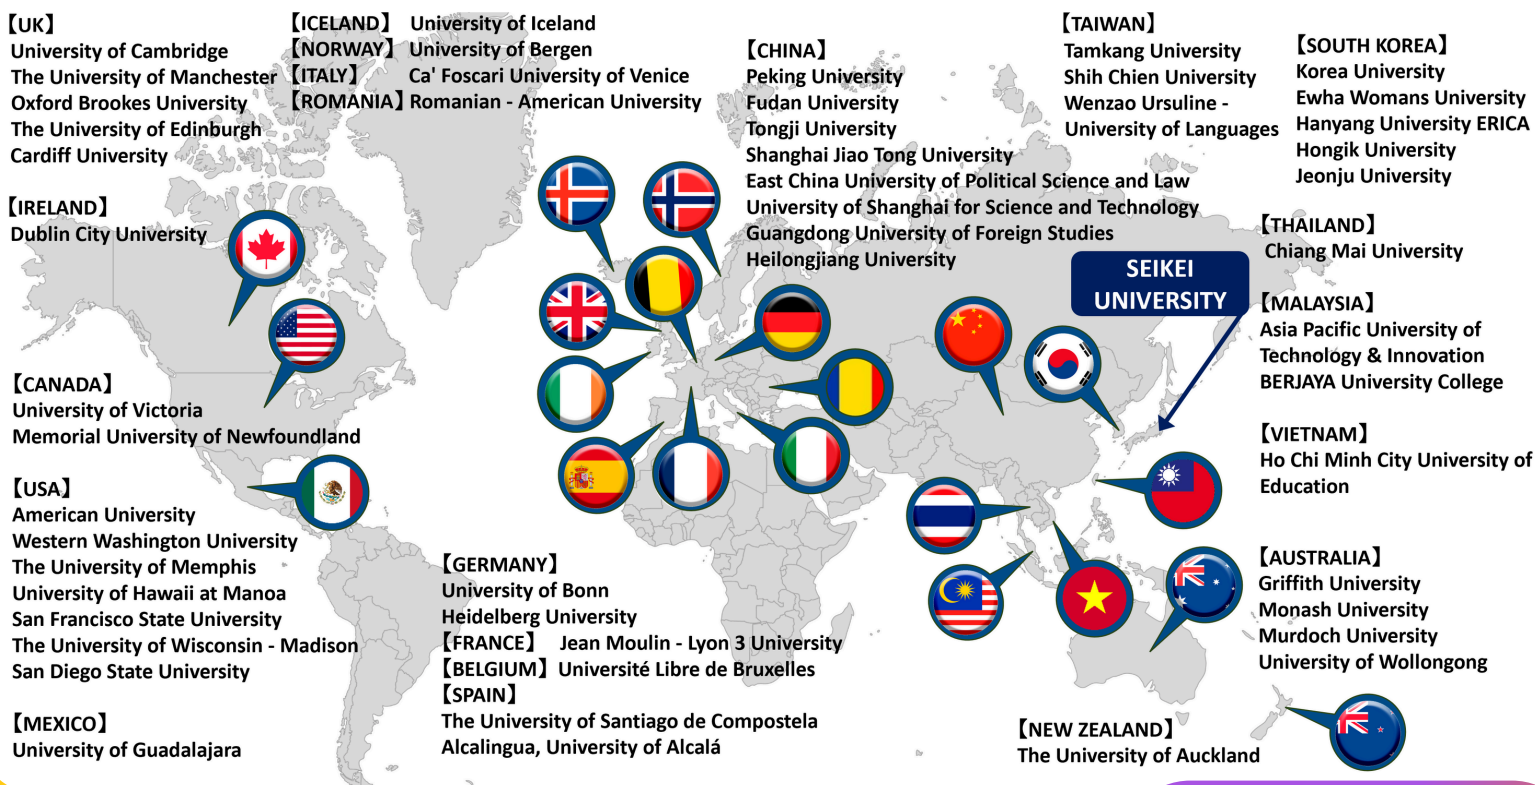 【UK】
University of Cambridge
The University of Manchester
Oxford Brookes University
The University of Edinburgh
Cardiff University
【IRELAND】
Dublin City University
【ICELAND】 University of Iceland
【NORWAY】 University of Bergen
【ITALY】 Ca' Foscari University of Venice
【ROMANIA】 Romanian - American University
【CHINA】
Peking University
Fudan University
Tongji University
Shanghai Jiao Tong University
East China University of Political Science and Law
University of Shanghai for Science and Technology
Guangdong University of Foreign Studies
Heilongjiang University
【TAIWAN】
Tamkang University
Shih Chien University
Wenzao Ursuline -
University of Languages
【SOUTH KOREA】
Korea University
Ewha Womans University
Hanyang University ERICA
Hongik University
Jeonju University
【THAILAND】
Chiang Mai University
SEIKEI
UNIVERSITY
【MALAYSIA】
Asia Pacific University of
Technology & Innovation
BERJAYA University College
【VIETNAM】
Ho Chi Minh City University of
Education
【AUSTRALIA】
Griffith University
Monash University
Murdoch University
University of Wollongong
【NEW ZEALAND】
The University of Auckland
【CANADA】
University of Victoria
Memorial University of Newfoundland
【USA】
American University
Western Washington University
The University of Memphis
University of Hawaii at Manoa
San Francisco State University
The University of Wisconsin - Madison
San Diego State University
【MEXICO】
University of Guadalajara
【GERMANY】
University of Bonn
Heidelberg University
【FRANCE】 Jean Moulin - Lyon 3 University
【BELGIUM】 Université Libre de Bruxelles
【SPAIN】
The University of Santiago de Compostela
Alcalingua, University of Alcalá